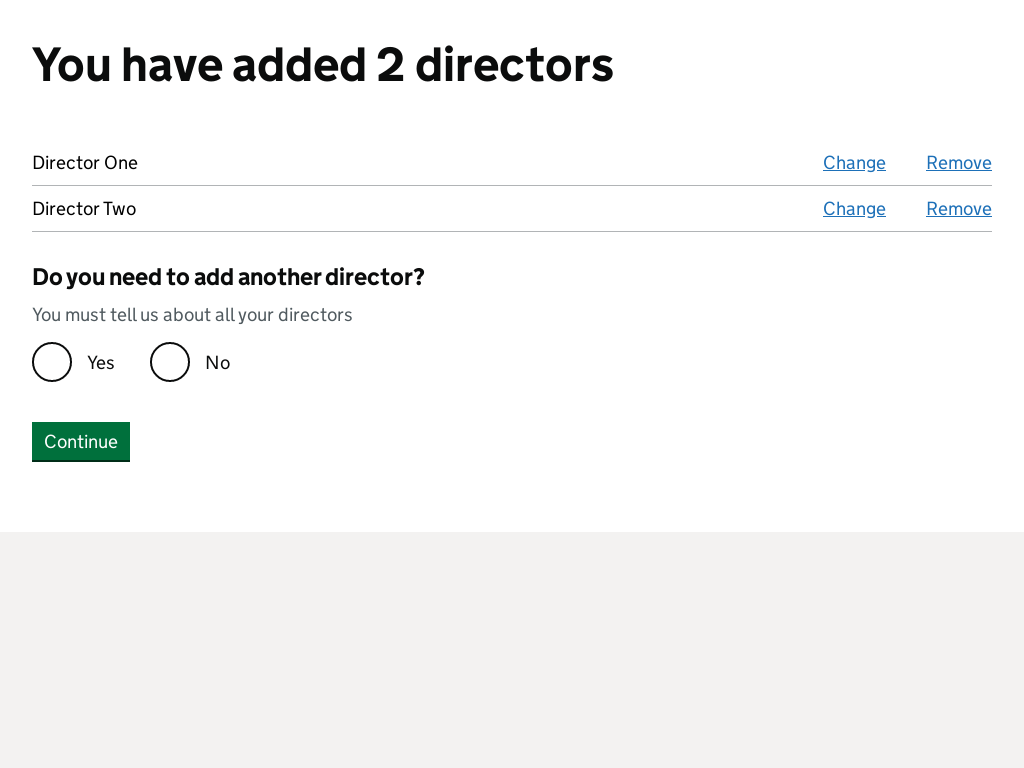 You have added 2 directors
Director One Change Remove
Director Two Change Remove
Do you need to add another director?
You must tell us about all your directors
Yes No
Continue